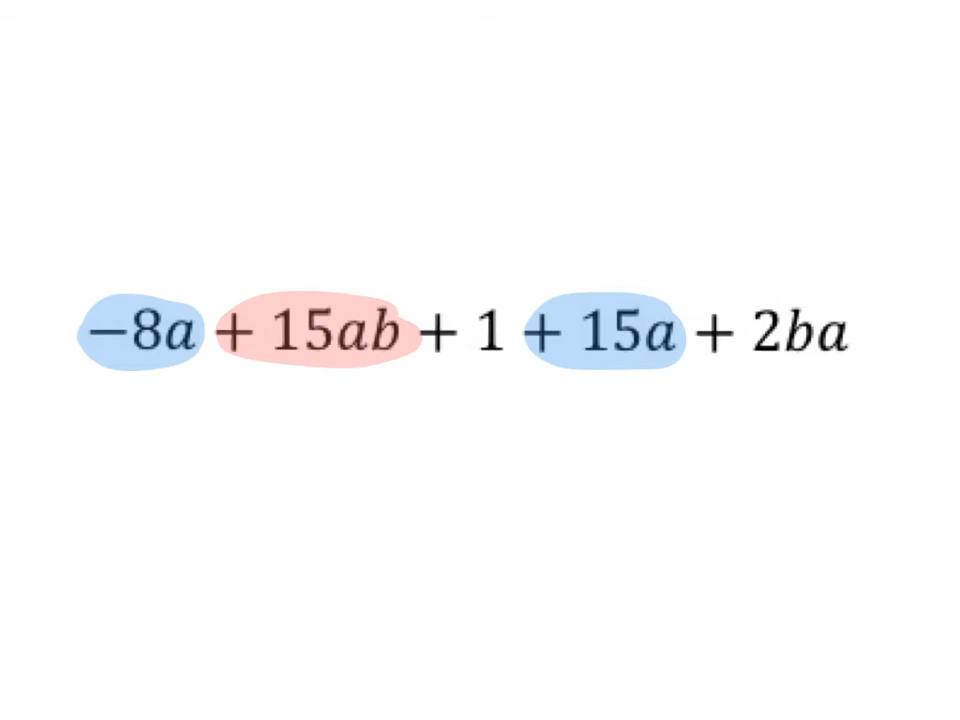 −8a + 15ab + 1 + 15a + 2ba